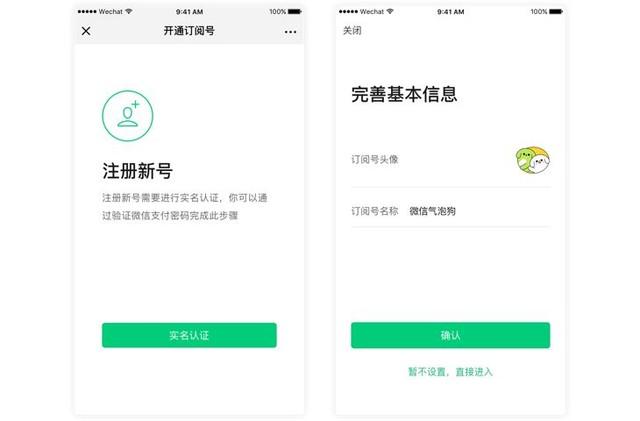 ●●●●● Wechat 9:41 AM 100%
开通订阅号
注册新号
注册新号需要进行实名认证，你可以通
过验证微信支付密码完成此步骤
实名认证
●●●●● Wechat 9:41 AM 100%
关闭
完善基本信息
订阅号头像
订阅号名称 微信气泡狗
确认
暂不设置，直接进入